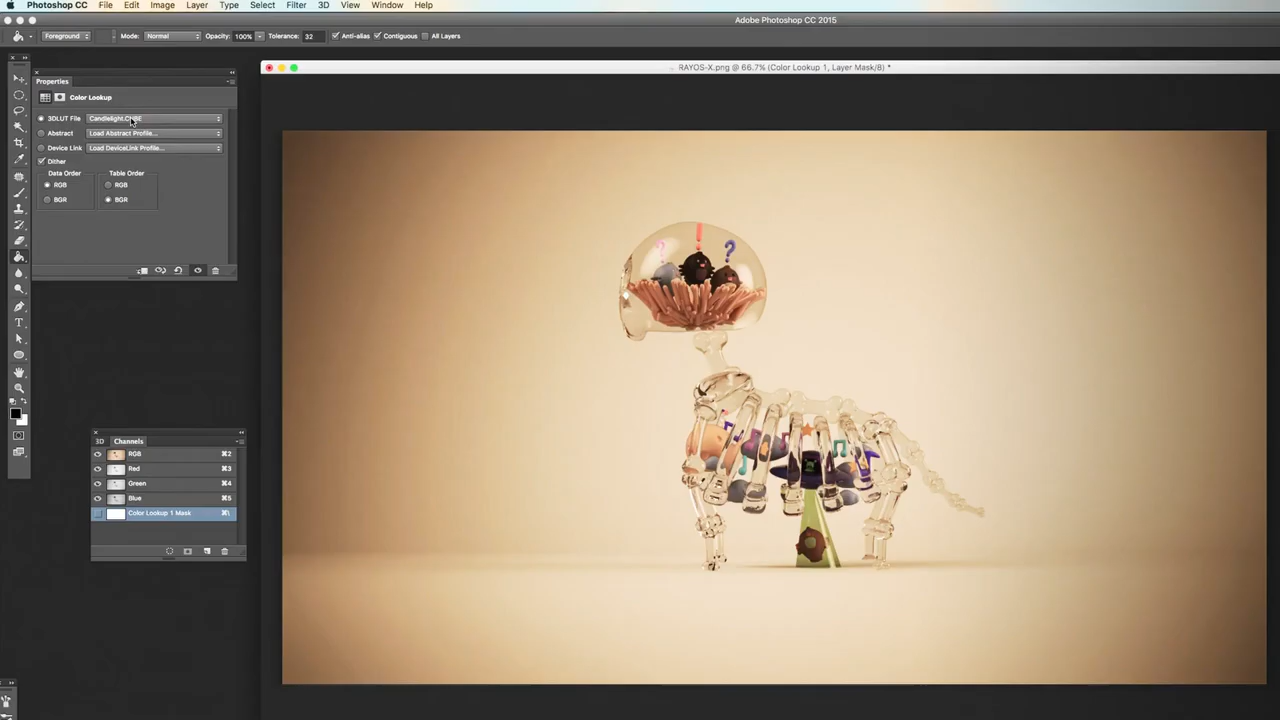 Photoshop CC File Edit Image Layer Type Select Filter 3D View Window Help
Adobe Photoshop CC 2015
Foreground Mode: Normal Opacity: 100% Tolerance: 32 Anti-alias Contiguous All Layers
RAYOS-X.png @ 66.7% (Color Lookup 1, Layer Mask/8) *
Properties
Color Lookup
3DLUT File Candlelight.CUBE
Abstract Load Abstract Profile...
Device Link Load DeviceLink Profile...
Dither
Data Order Table Order
RGB RGB
BGR BGR
? ! ?
3D Channels
RGB ⌘2
Red ⌘3
Green ⌘4
Blue ⌘5
Color Lookup 1 Mask ⌘\